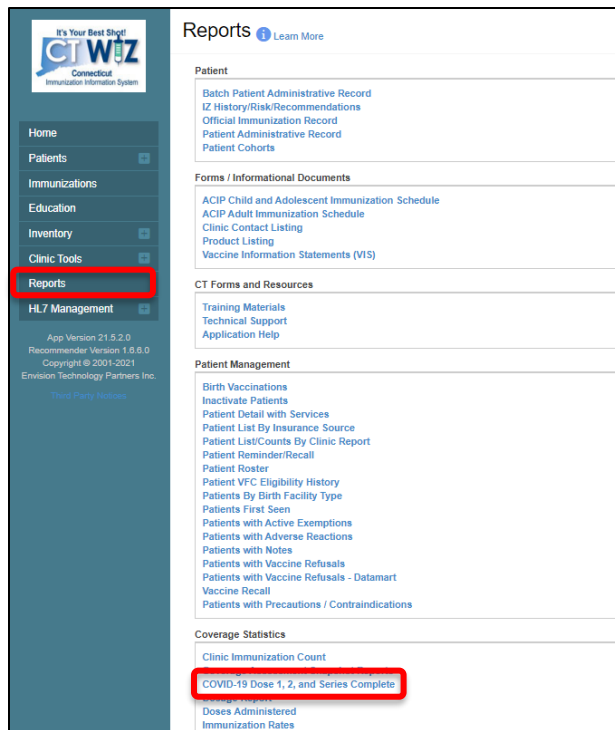 It's Your Best Shot!
CT WiZ
Connecticut
Immunization Information System
Home
Patients
Immunizations
Education
Inventory
Clinic Tools
Reports
HL7 Management
App Version 21.5.2.0
Recommender Version 1.6.6.0
Copyright © 2001-2021
Envision Technology Partners Inc.
Third Party Notices
Reports Learn More
Patient
Batch Patient Administrative Record
IZ History/Risk/Recommendations
Official Immunization Record
Patient Administrative Record
Patient Cohorts
Forms / Informational Documents
ACIP Child and Adolescent Immunization Schedule
ACIP Adult Immunization Schedule
Clinic Contact Listing
Product Listing
Vaccine Information Statements (VIS)
CT Forms and Resources
Training Materials
Technical Support
Application Help
Patient Management
Birth Vaccinations
Inactivate Patients
Patient Detail with Services
Patient List By Insurance Source
Patient List/Counts By Clinic Report
Patient Reminder/Recall
Patient Roster
Patient VFC Eligibility History
Patients By Birth Facility Type
Patients First Seen
Patients with Active Exemptions
Patients with Adverse Reactions
Patients with Notes
Patients with Vaccine Refusals
Patients with Vaccine Refusals - Datamart
Vaccine Recall
Patients with Precautions / Contraindications
Coverage Statistics
Clinic Immunization Count
COVID-19 Dose 1, 2, and Series Complete
Dosage Report
Doses Administered
Immunization Rates